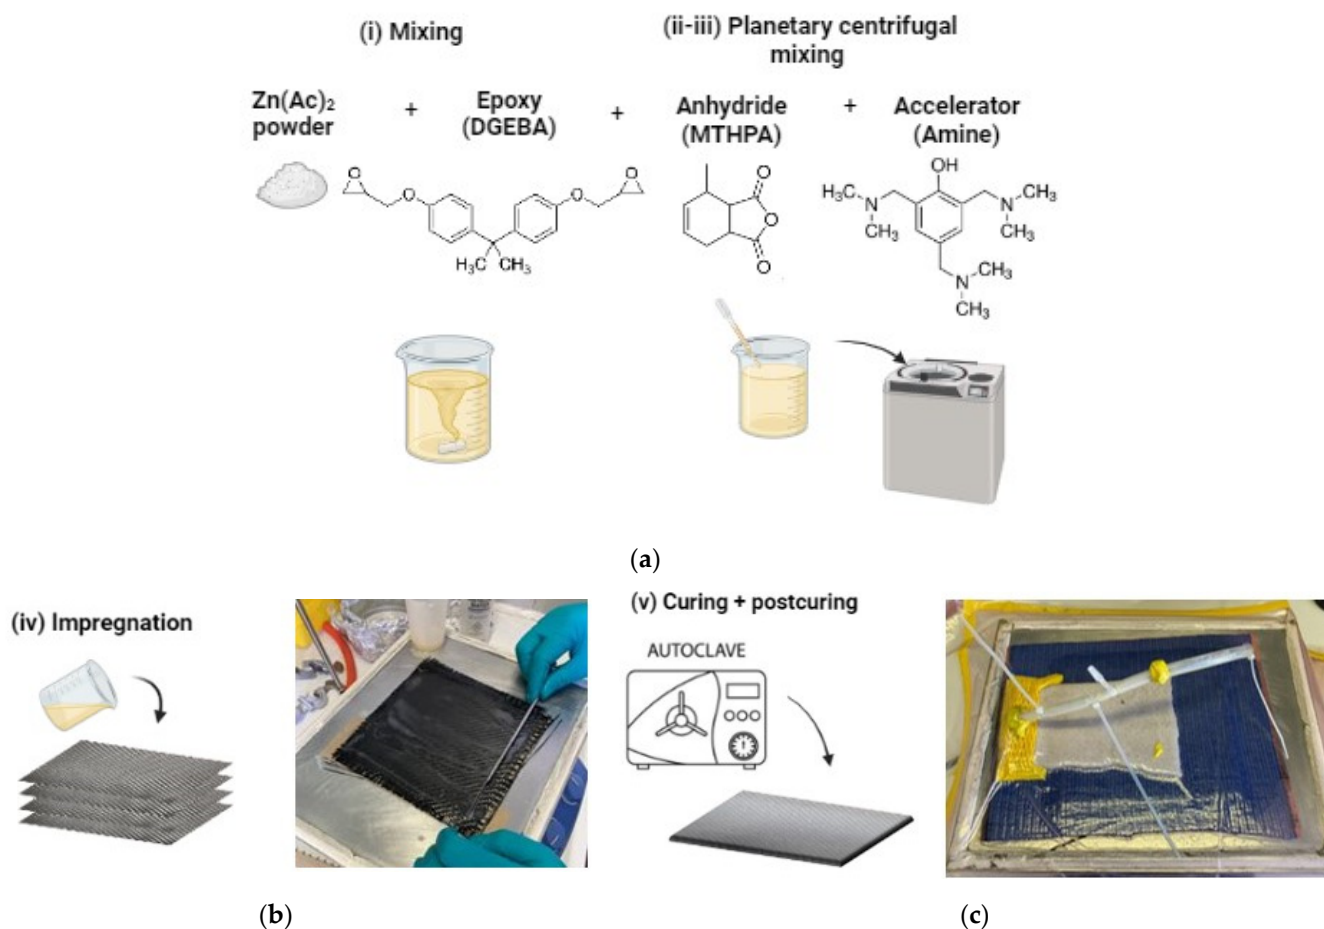 (i) Mixing
(ii-iii) Planetary centrifugal
mixing
Zn(Ac)₂
powder
+
Epoxy
(DGEBA)
+
Anhydride
(MTHPA)
+
Accelerator
(Amine)
O
O
O
O
H₃C
CH₃
O
O
O
OH
H₃C
N
CH₃
CH₃
N
CH₃
N
CH₃
CH₃
(a)
(iv) Impregnation
(v) Curing + postcuring
AUTOCLAVE
(b)
(c)